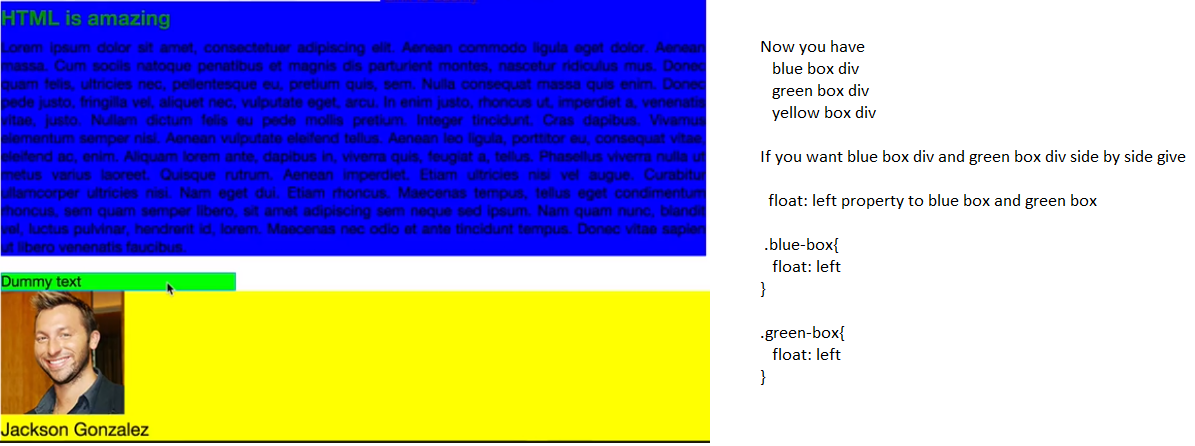 HTML is amazing
Lorem ipsum dolor sit amet, consectetuer adipiscing elit. Aenean commodo ligula eget dolor. Aenean
massa. Cum sociis natoque penatibus et magnis dis parturient montes, nascetur ridiculus mus. Donec
quam felis, ultricies nec, pellentesque eu, pretium quis, sem. Nulla consequat massa quis enim. Donec
pede justo, fringilla vel, aliquet nec, vulputate eget, arcu. In enim justo, rhoncus ut, imperdiet a, venenatis
vitae, justo. Nullam dictum felis eu pede mollis pretium. Integer tincidunt. Cras dapibus. Vivamus
elementum semper nisi. Aenean vulputate eleifend tellus. Aenean leo ligula, porttitor eu, consequat vitae,
eleifend ac, enim. Aliquam lorem ante, dapibus in, viverra quis, feugiat a, tellus. Phasellus viverra nulla ut
metus varius laoreet. Quisque rutrum. Aenean imperdiet. Etiam ultricies nisi vel augue. Curabitur
ullamcorper ultricies nisi. Nam eget dui. Etiam rhoncus. Maecenas tempus, tellus eget condimentum
rhoncus, sem quam semper libero, sit amet adipiscing sem neque sed ipsum. Nam quam nunc, blandit
vel, luctus pulvinar, hendrerit id, lorem. Maecenas nec odio et ante tincidunt tempus. Donec vitae sapien
ut libero venenatis faucibus.
Dummy text
Jackson Gonzalez
Now you have
blue box div
green box div
yellow box div
If you want blue box div and green box div side by side give
float: left property to blue box and green box
.blue-box{
float: left
}
.green-box{
float: left
}